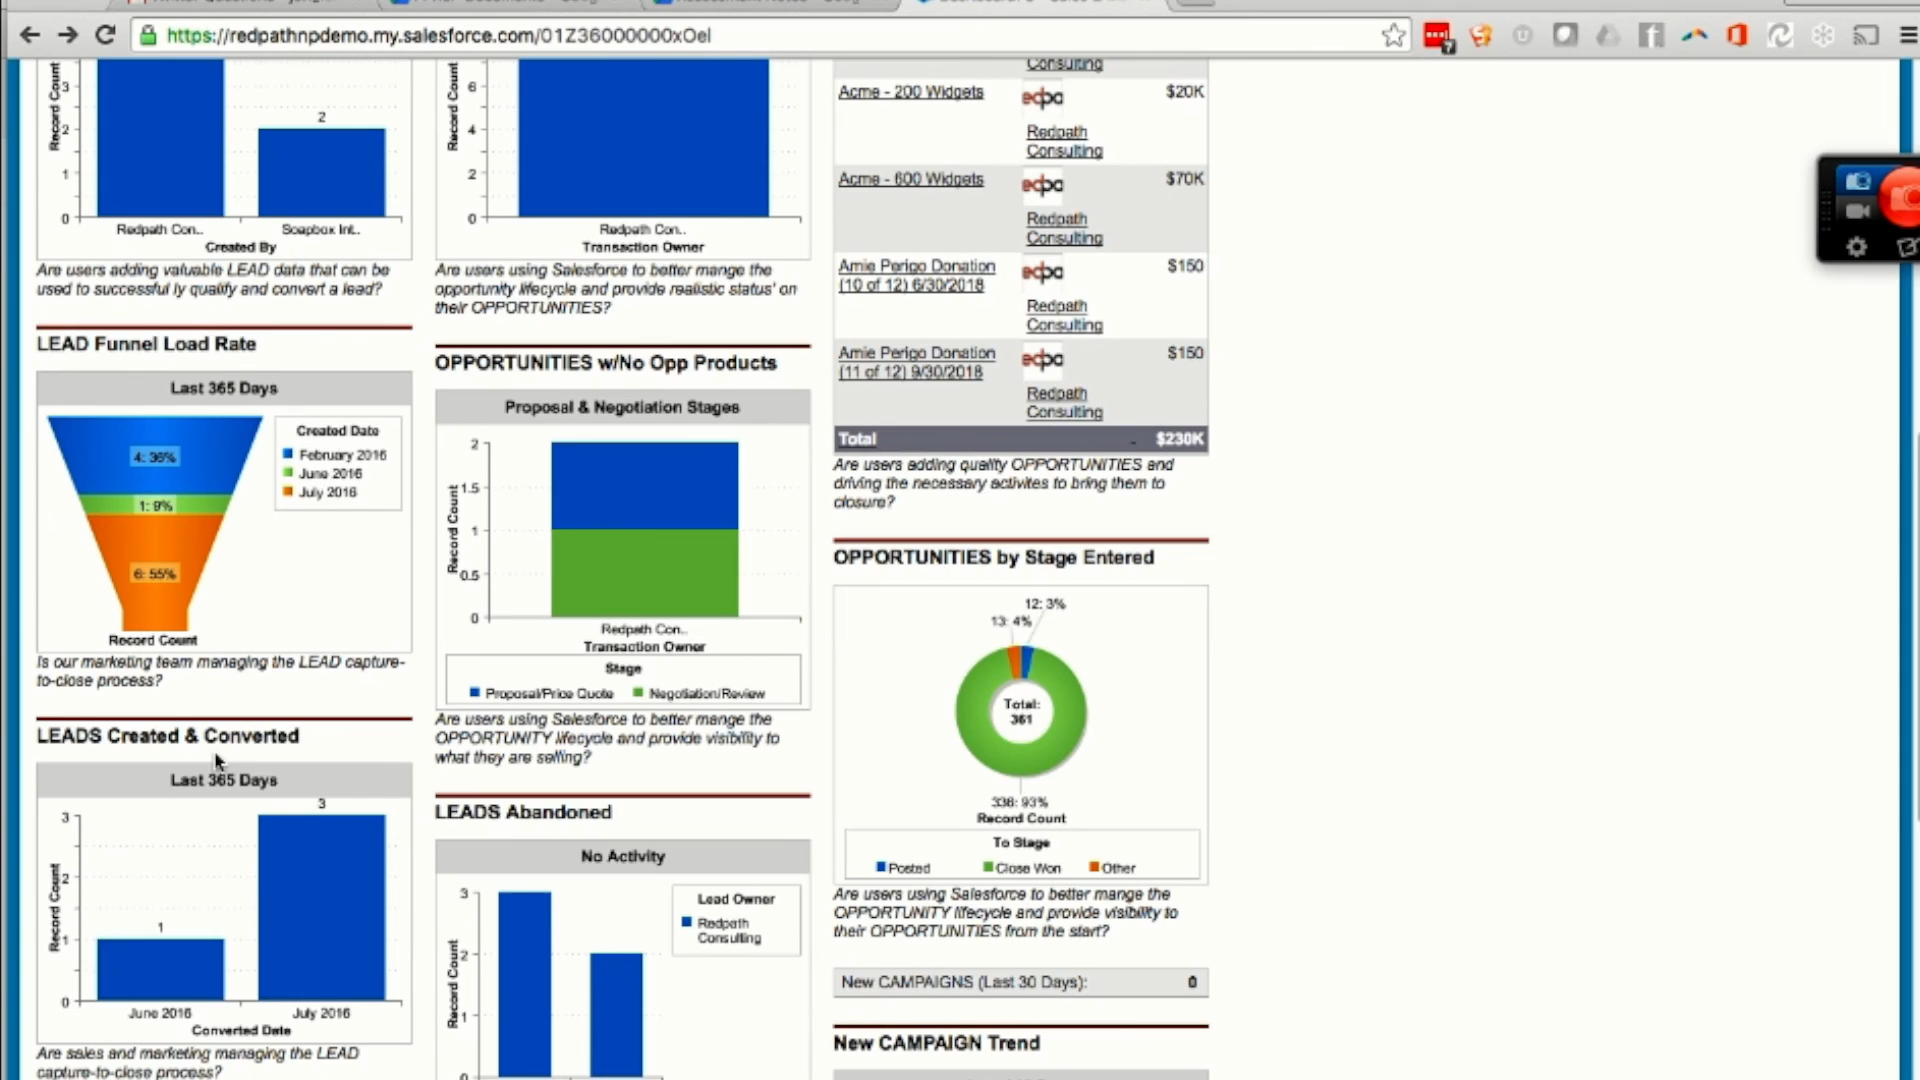 https://redpathnpdemo.my.salesforce.com/01Z36000000xOel
3
2
1
0
Record Count
2
Redpath Con..
Soapbox Int..
Created By
Are users adding valuable LEAD data that can be
used to successful ly qualify and convert a lead?
LEAD Funnel Load Rate
Last 365 Days
4: 36%
1: 9%
6: 55%
Created Date
February 2016
June 2016
July 2016
Record Count
Is our marketing team managing the LEAD capture-
to-close process?
LEADS Created & Converted
Last 365 Days
3
2
1
0
Record Count
1
3
June 2016
July 2016
Converted Date
Are sales and marketing managing the LEAD
capture-to-close process?
6
4
2
0
Record Count
Redpath Con..
Transaction Owner
Are users using Salesforce to better mange the
opportunity lifecycle and provide realistic status' on
their OPPORTUNITIES?
OPPORTUNITIES w/No Opp Products
Proposal & Negotiation Stages
2
1.5
1
0.5
0
Record Count
Redpath Con..
Transaction Owner
Stage
Proposal/Price Quote
Negotiation/Review
Are users using Salesforce to better mange the
OPPORTUNITY lifecycle and provide visibility to
what they are selling?
LEADS Abandoned
No Activity
3
2
1
0
Record Count
Lead Owner
Redpath
Consulting
Consulting
Acme - 200 Widgets
edpa
$20K
Redpath
Consulting
Acme - 600 Widgets
edpa
$70K
Redpath
Consulting
Amie Perigo Donation
(10 of 12) 6/30/2018
edpa
$150
Redpath
Consulting
Amie Perigo Donation
(11 of 12) 9/30/2018
edpa
$150
Redpath
Consulting
Total - $230K
Are users adding quality OPPORTUNITIES and
driving the necessary activites to bring them to
closure?
OPPORTUNITIES by Stage Entered
12: 3%
13: 4%
Total:
361
336: 93%
Record Count
To Stage
Posted
Close Won
Other
Are users using Salesforce to better mange the
OPPORTUNITY lifecycle and provide visibility to
their OPPORTUNITIES from the start?
New CAMPAIGNS (Last 30 Days): 0
New CAMPAIGN Trend